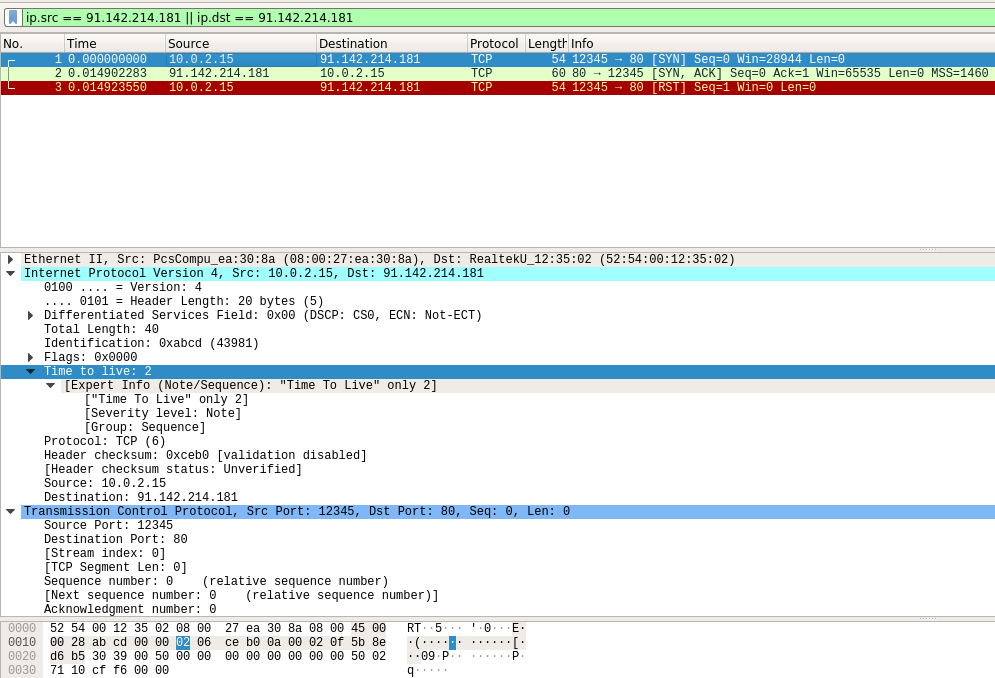 ip.src == 91.142.214.181 || ip.dst == 91.142.214.181
No. Time Source Destination Protocol Length Info
1 0.000000000 10.0.2.15 91.142.214.181 TCP 54 12345 → 80 [SYN] Seq=0 Win=28944 Len=0
2 0.014902283 91.142.214.181 10.0.2.15 TCP 60 80 → 12345 [SYN, ACK] Seq=0 Ack=1 Win=65535 Len=0 MSS=1460
3 0.014923550 10.0.2.15 91.142.214.181 TCP 54 12345 → 80 [RST] Seq=1 Win=0 Len=0
Ethernet II, Src: PcsCompu_ea:30:8a (08:00:27:ea:30:8a), Dst: RealtekU_12:35:02 (52:54:00:12:35:02)
Internet Protocol Version 4, Src: 10.0.2.15, Dst: 91.142.214.181
0100 .... = Version: 4
.... 0101 = Header Length: 20 bytes (5)
Differentiated Services Field: 0x00 (DSCP: CS0, ECN: Not-ECT)
Total Length: 40
Identification: 0xabcd (43981)
Flags: 0x0000
Time to live: 2
[Expert Info (Note/Sequence): "Time To Live" only 2]
["Time To Live" only 2]
[Severity level: Note]
[Group: Sequence]
Protocol: TCP (6)
Header checksum: 0xceb0 [validation disabled]
[Header checksum status: Unverified]
Source: 10.0.2.15
Destination: 91.142.214.181
Transmission Control Protocol, Src Port: 12345, Dst Port: 80, Seq: 0, Len: 0
Source Port: 12345
Destination Port: 80
[Stream index: 0]
[TCP Segment Len: 0]
Sequence number: 0 (relative sequence number)
[Next sequence number: 0 (relative sequence number)]
Acknowledgment number: 0
0000 52 54 00 12 35 02 08 00 27 ea 30 8a 08 00 45 00 RT··5··· '·0···E·
0010 00 28 ab cd 00 00 02 06 ce b0 0a 00 02 0f 5b 8e ·(······ ······[·
0020 d6 b5 30 39 00 50 00 00 00 00 00 00 00 00 50 02 ··09·P·· ······P·
0030 71 10 cf f6 00 00 q·····